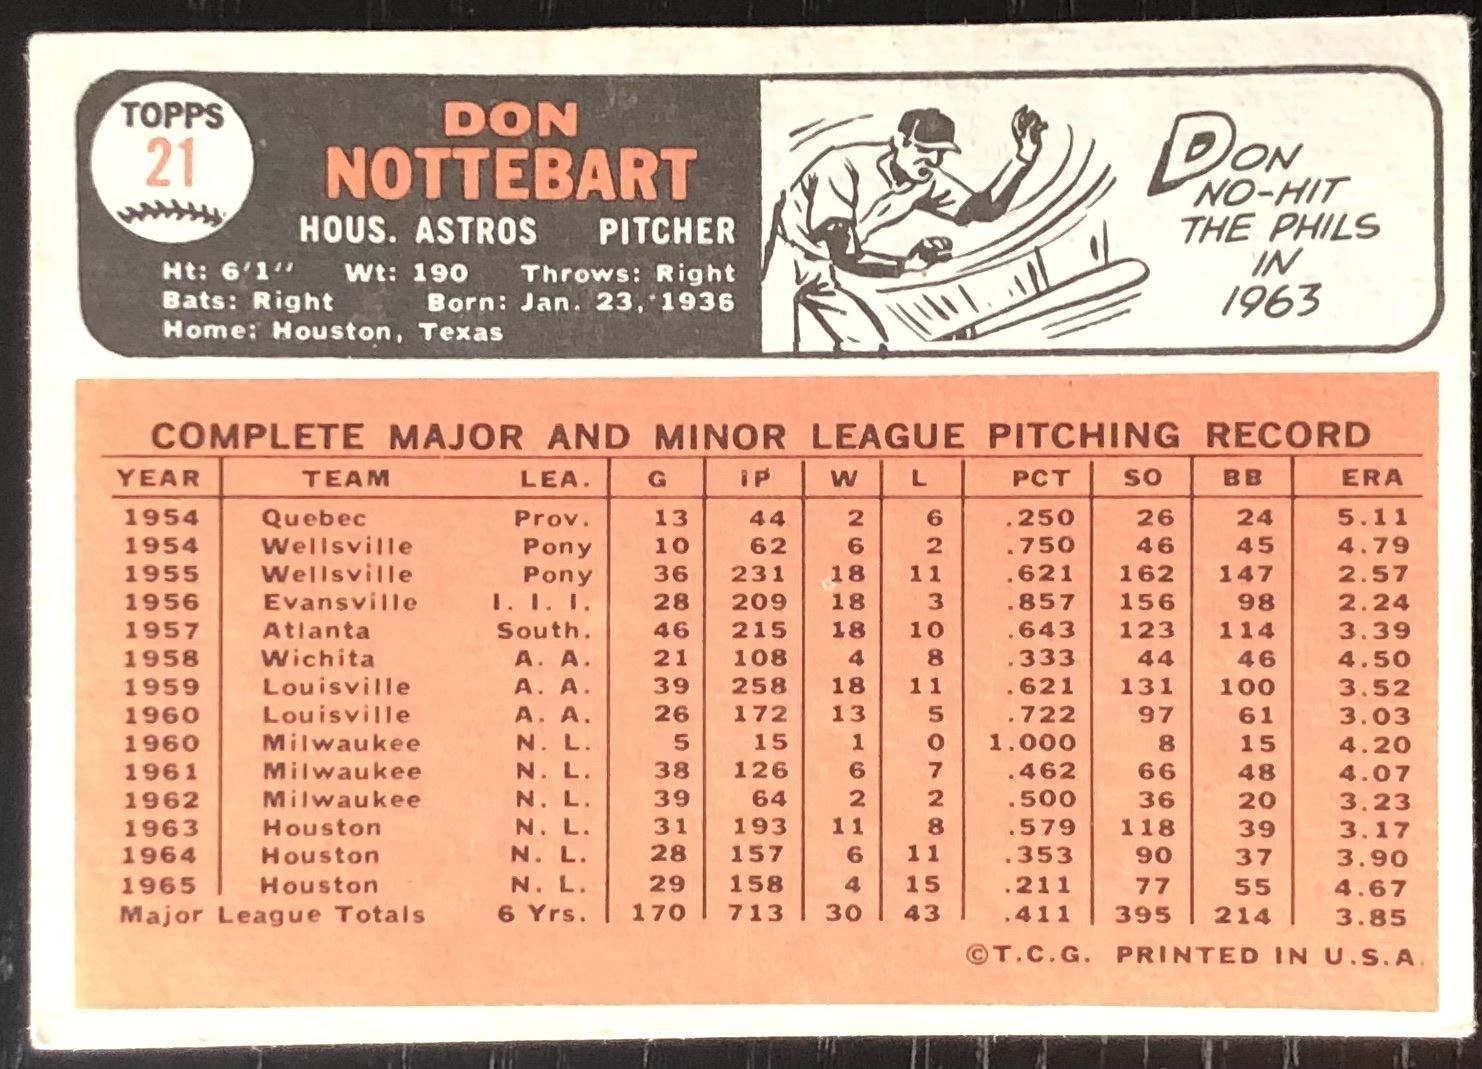 TOPPS
21
DON
NOTTEBART
HOUS. ASTROS PITCHER
Ht: 6'1" Wt: 190 Throws: Right
Bats: Right Born: Jan. 23, 1936
Home: Houston, Texas
DON
NO-HIT
THE PHILS
IN
1963
COMPLETE MAJOR AND MINOR LEAGUE PITCHING RECORD
YEAR TEAM LEA. G IP W L PCT SO BB ERA
1954 Quebec Prov. 13 44 2 6 .250 26 24 5.11
1954 Wellsville Pony 10 62 6 2 .750 46 45 4.79
1955 Wellsville Pony 36 231 18 11 .621 162 147 2.57
1956 Evansville I. I. I. 28 209 18 3 .857 156 98 2.24
1957 Atlanta South. 46 215 18 10 .643 123 114 3.39
1958 Wichita A. A. 21 108 4 8 .333 44 46 4.50
1959 Louisville A. A. 39 258 18 11 .621 131 100 3.52
1960 Louisville A. A. 26 172 13 5 .722 97 61 3.03
1960 Milwaukee N. L. 5 15 1 0 1.000 8 15 4.20
1961 Milwaukee N. L. 38 126 6 7 .462 66 48 4.07
1962 Milwaukee N. L. 39 64 2 2 .500 36 20 3.23
1963 Houston N. L. 31 193 11 8 .579 118 39 3.17
1964 Houston N. L. 28 157 6 11 .353 90 37 3.90
1965 Houston N. L. 29 158 4 15 .211 77 55 4.67
Major League Totals 6 Yrs. 170 713 30 43 .411 395 214 3.85
©T.C.G. PRINTED IN U.S.A.